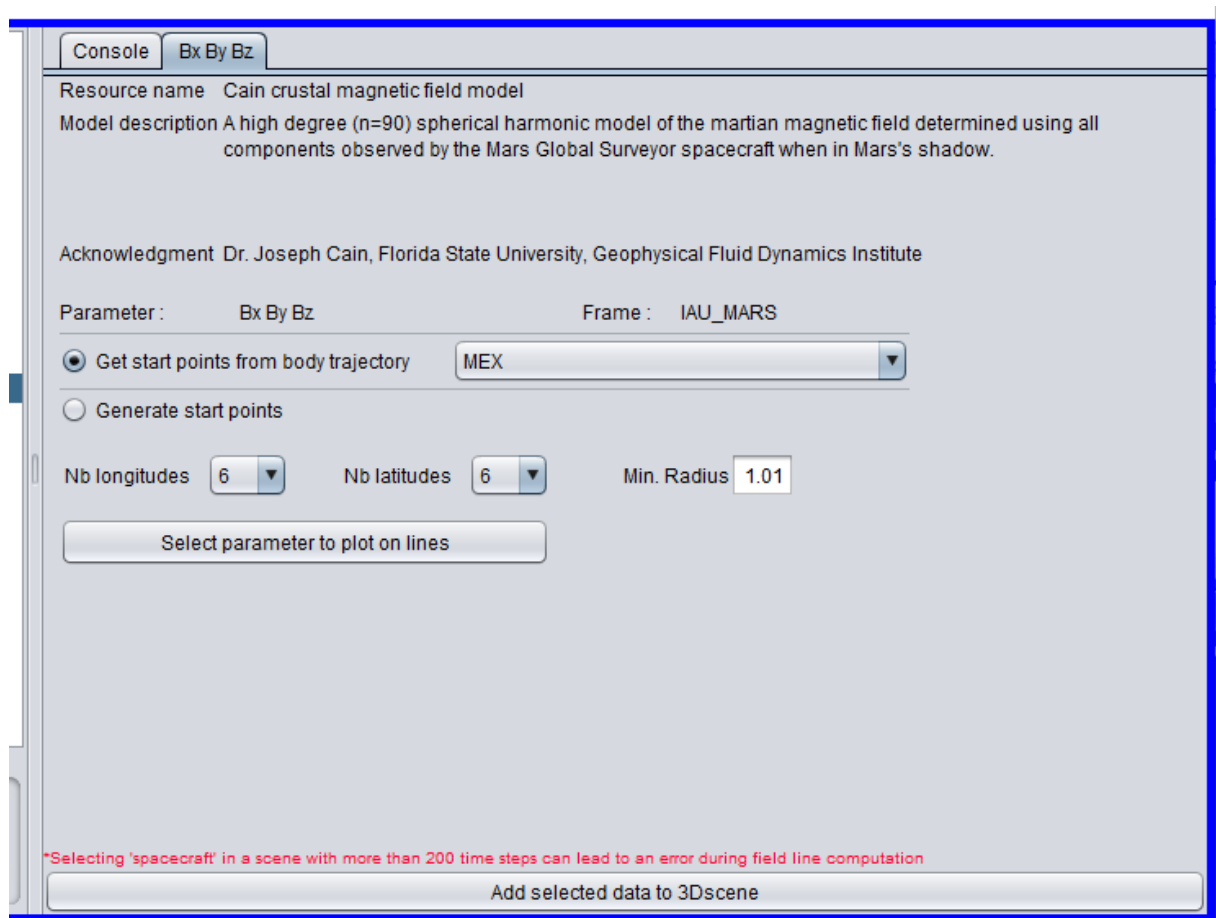 Console Bx By Bz
Resource name Cain crustal magnetic field model
Model description A high degree (n=90) spherical harmonic model of the martian magnetic field determined using all
components observed by the Mars Global Surveyor spacecraft when in Mars's shadow.
Acknowledgment Dr. Joseph Cain, Florida State University, Geophysical Fluid Dynamics Institute
Parameter : Bx By Bz Frame : IAU_MARS
Get start points from body trajectory MEX
Generate start points
Nb longitudes 6 Nb latitudes 6 Min. Radius 1.01
Select parameter to plot on lines
*Selecting 'spacecraft' in a scene with more than 200 time steps can lead to an error during field line computation
Add selected data to 3Dscene